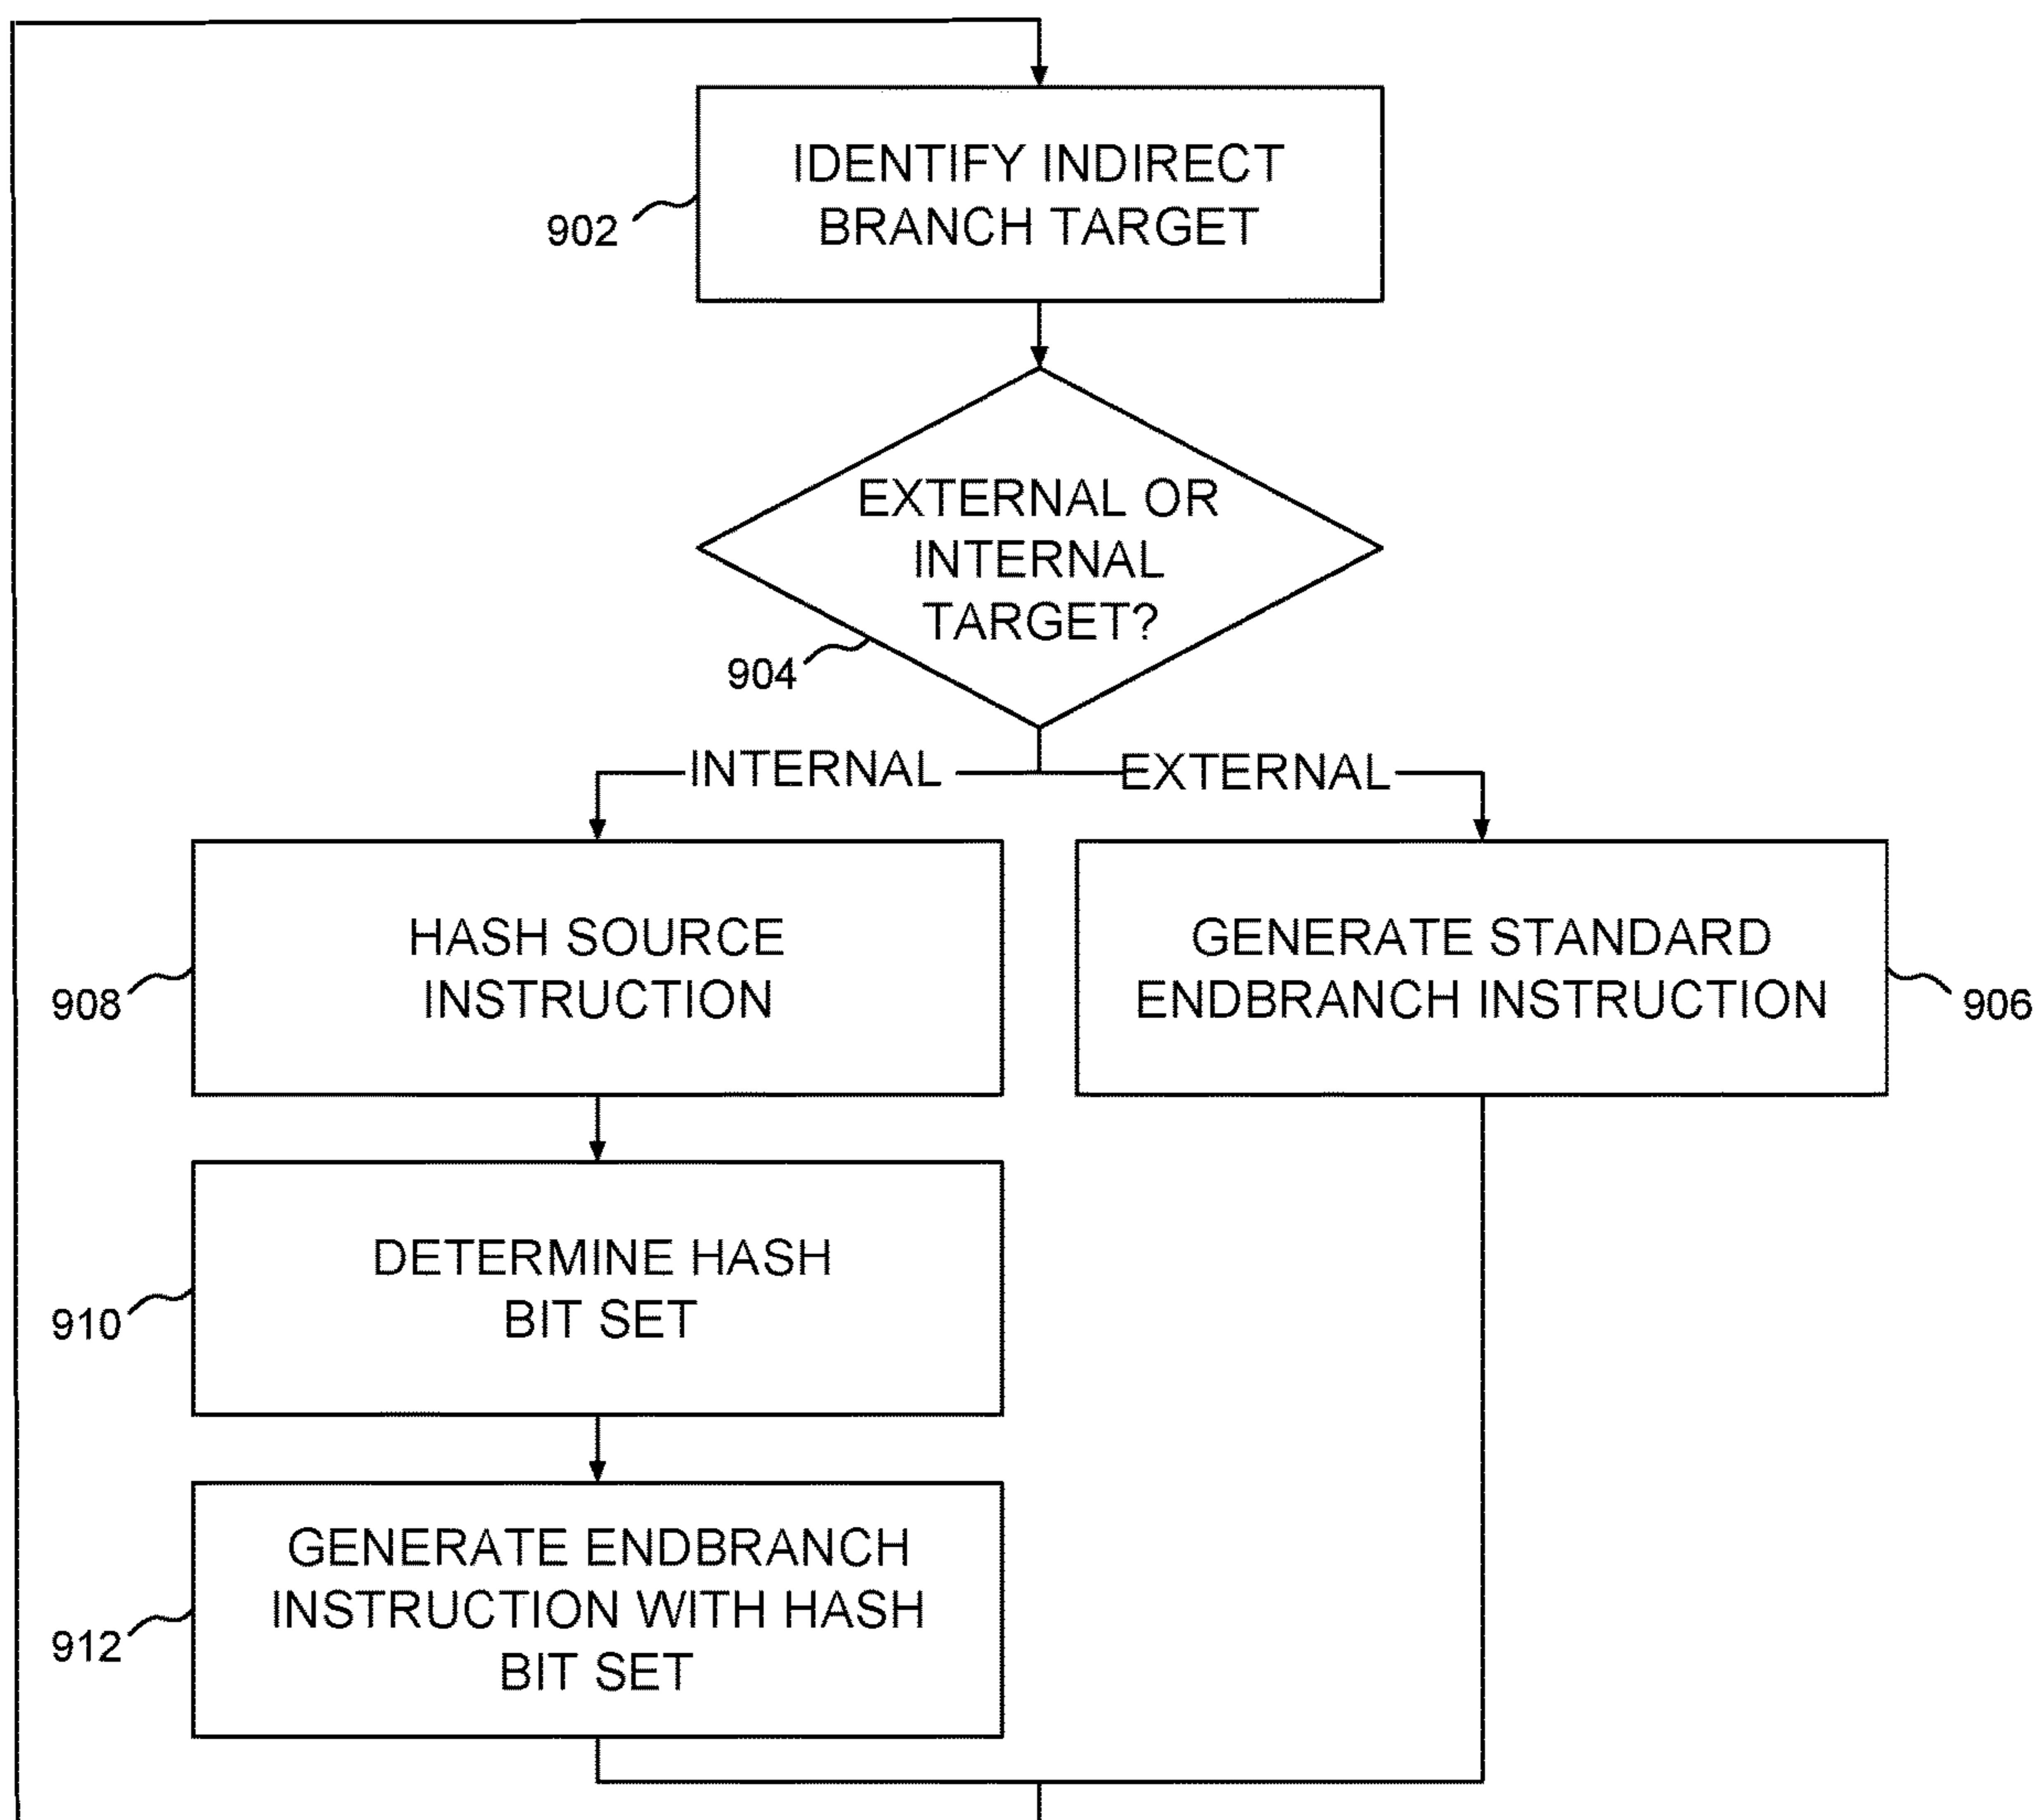 IDENTIFY INDIRECT
BRANCH TARGET
902
EXTERNAL OR
INTERNAL
TARGET?
904
INTERNAL
EXTERNAL
HASH SOURCE
INSTRUCTION
908
GENERATE STANDARD
ENDBRANCH INSTRUCTION
906
DETERMINE HASH
BIT SET
910
GENERATE ENDBRANCH
INSTRUCTION WITH HASH
BIT SET
912